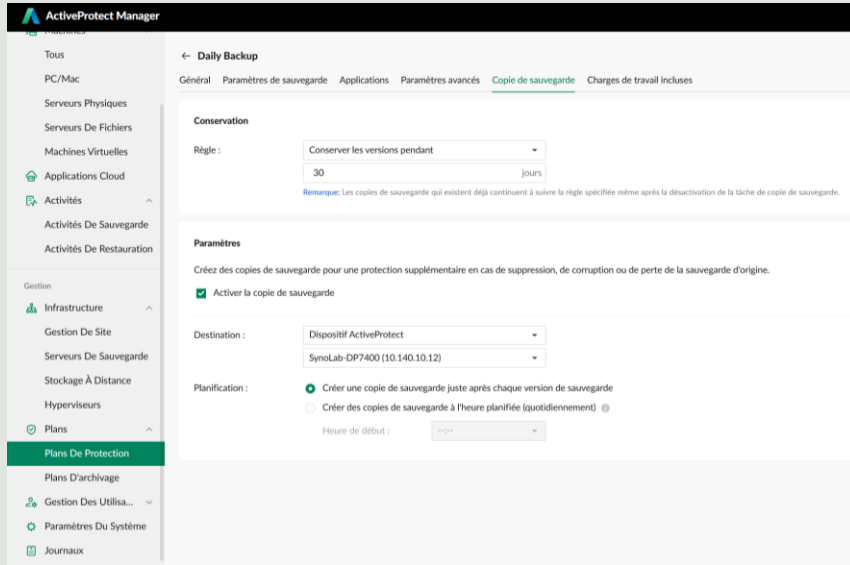 ActiveProtect Manager
Machines
Tous
PC/Mac
Serveurs Physiques
Serveurs De Fichiers
Machines Virtuelles
Applications Cloud
Activités
Activités De Sauvegarde
Activités De Restauration
Gestion
Infrastructure
Gestion De Site
Serveurs De Sauvegarde
Stockage À Distance
Hyperviseurs
Plans
Plans De Protection
Plans D'archivage
Gestion Des Utilisa...
Paramètres Du Système
Journaux
← Daily Backup
Général Paramètres de sauvegarde Applications Paramètres avancés Copie de sauvegarde Charges de travail incluses
Conservation
Règle : Conserver les versions pendant
30 jours
Remarque: Les copies de sauvegarde qui existent déjà continuent à suivre la règle spécifiée même après la désactivation de la tâche de copie de sauvegarde.
Paramètres
Créez des copies de sauvegarde pour une protection supplémentaire en cas de suppression, de corruption ou de perte de la sauvegarde d'origine.
Activer la copie de sauvegarde
Destination : Dispositif ActiveProtect
SynoLab-DP7400 (10.140.10.12)
Planification : Créer une copie de sauvegarde juste après chaque version de sauvegarde
Créer des copies de sauvegarde à l'heure planifiée (quotidiennement)
Heure de début : --:--